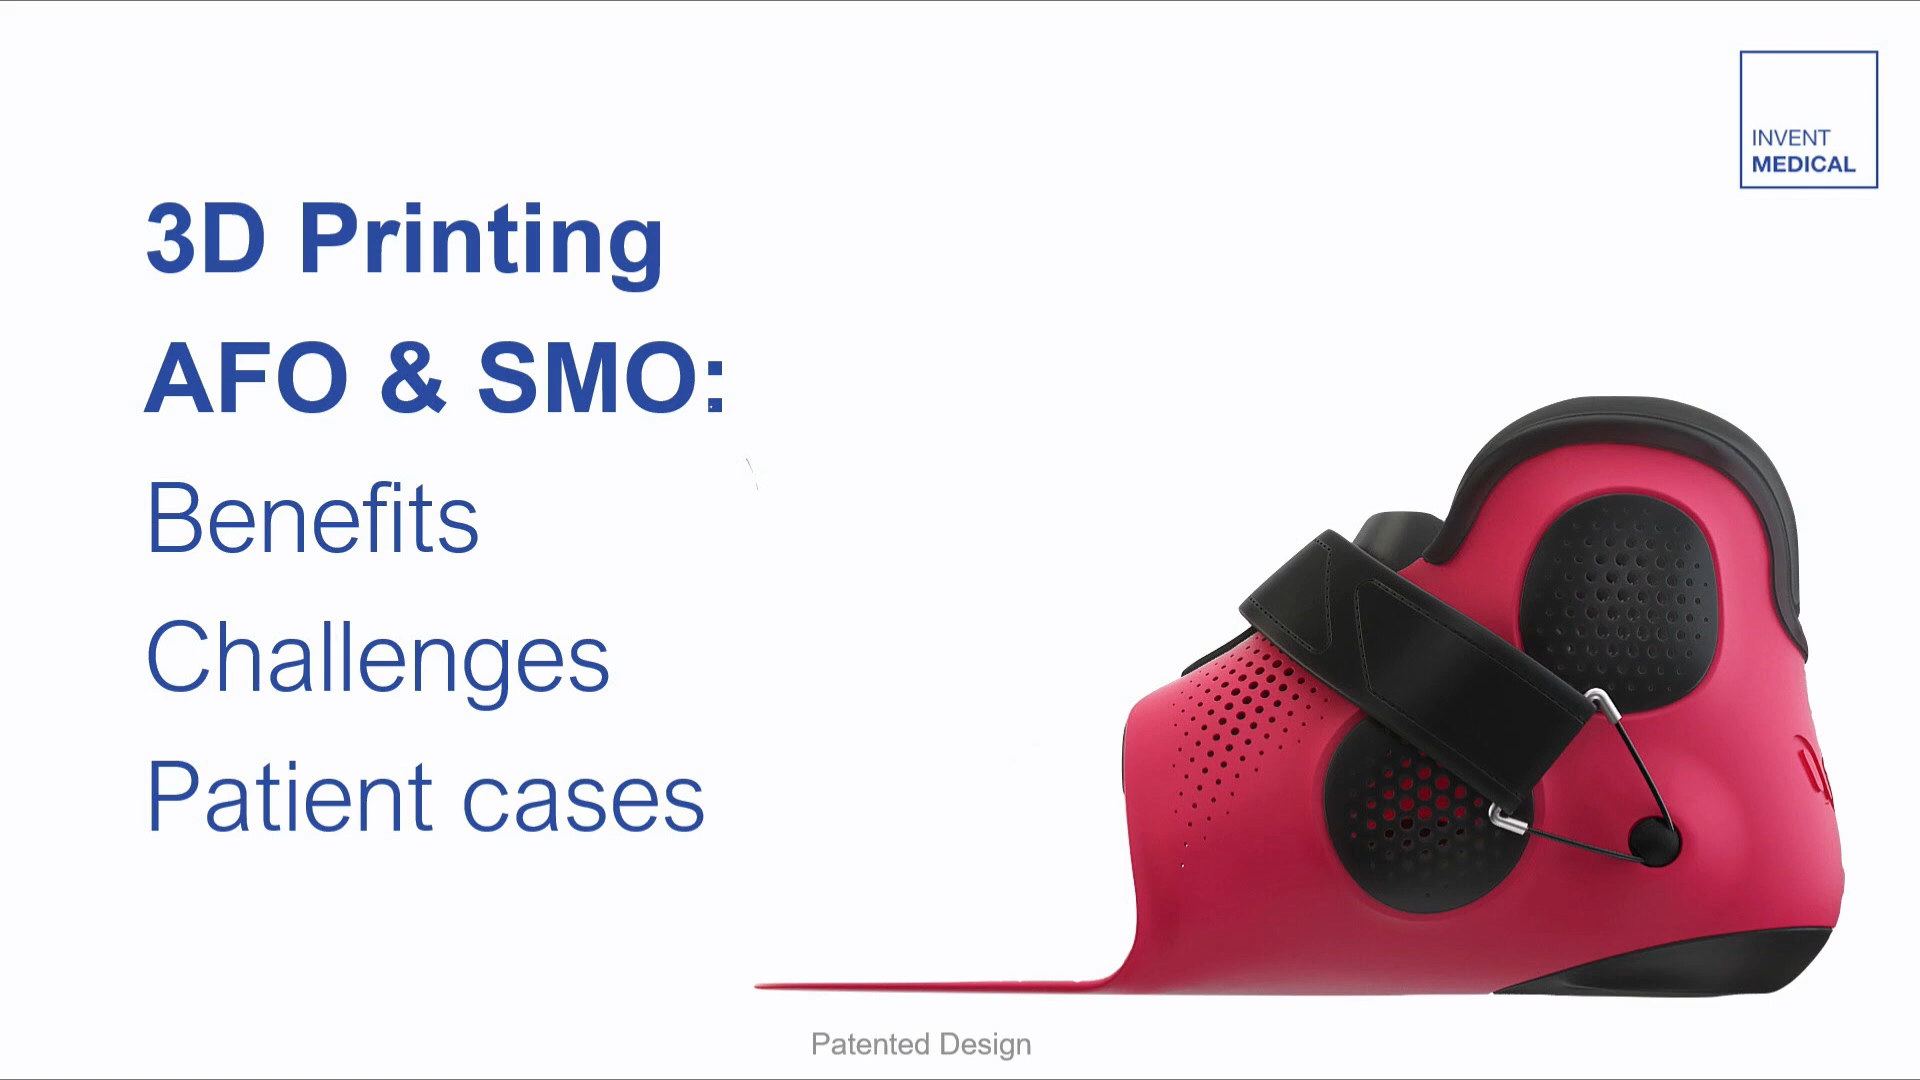 INVENT
MEDICAL
3D Printing
AFO & SMO:
Benefits
Challenges
Patient cases
Patented Design